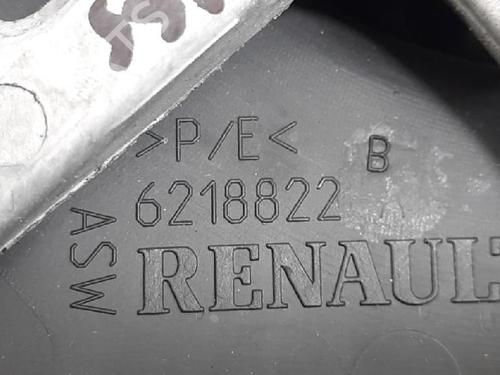 >P/E<
B
6218822
ASW
RENAULT